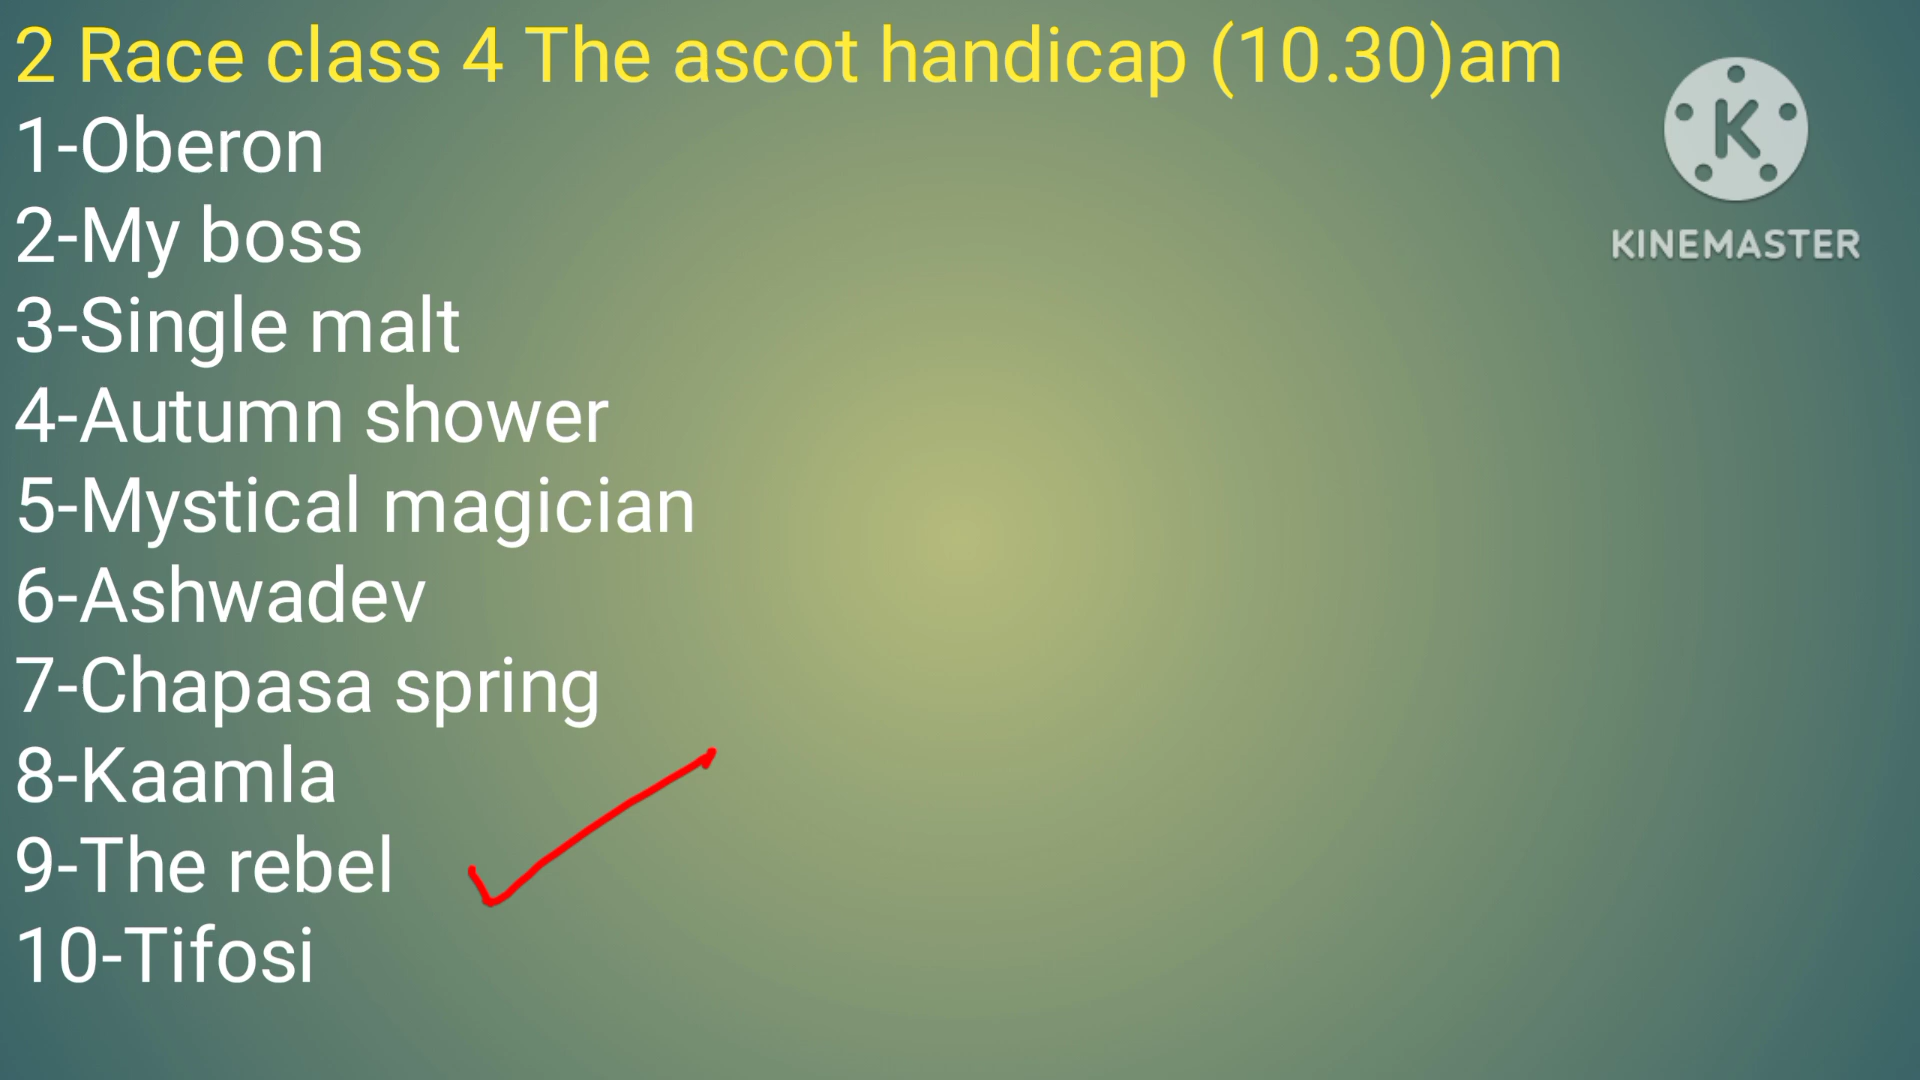 2 Race class 4 The ascot handicap (10.30)am
1-Oberon
2-My boss
3-Single malt
4-Autumn shower
5-Mystical magician
6-Ashwadev
7-Chapasa spring
8-Kaamla
9-The rebel
10-Tifosi
K
KINEMASTER